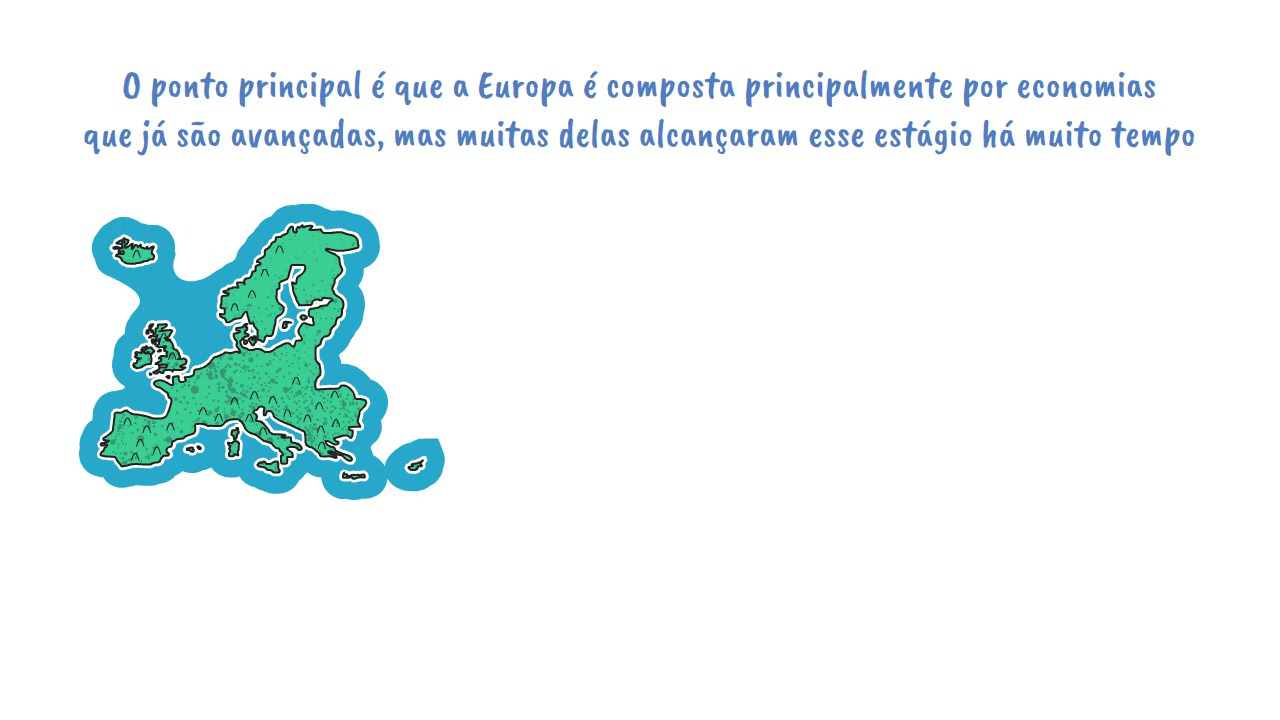 O ponto principal é que a Europa é composta principalmente por economias
que já são avançadas, mas muitas delas alcançaram esse estágio há muito tempo